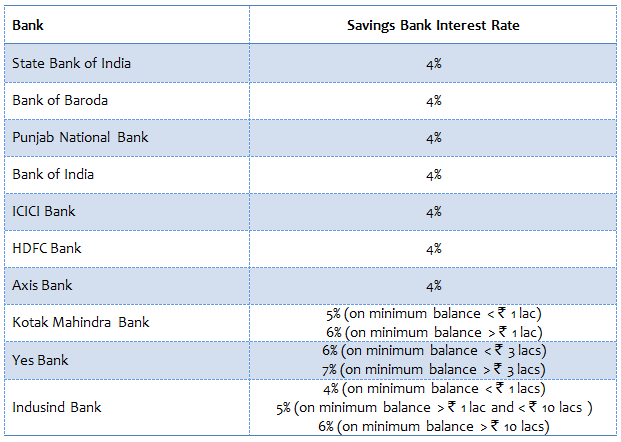 Bank Savings Bank Interest Rate
State Bank of India 4%
Bank of Baroda 4%
Punjab National Bank 4%
Bank of India 4%
ICICI Bank 4%
HDFC Bank 4%
Axis Bank 4%
Kotak Mahindra Bank
5% (on minimum balance < ₹ 1 lac)
6% (on minimum balance > ₹ 1 lac)
Yes Bank
6% (on minimum balance < ₹ 3 lacs)
7% (on minimum balance > ₹ 3 lacs)
Indusind Bank
4% (on minimum balance < ₹ 1 lacs)
5% (on minimum balance > ₹ 1 lac and < ₹ 10 lacs )
6% (on minimum balance > ₹ 10 lacs)